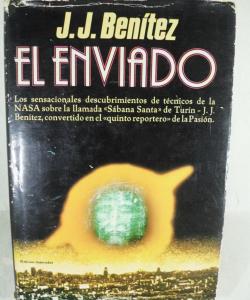 J.J. Benítez
EL ENVIADO
Los sensacionales descubrimientos de técnicos de la
NASA sobre la llamada «Sábana Santa» de Turín - J. J.
Benítez, convertido en el «quinto reportero» de la Pasión.